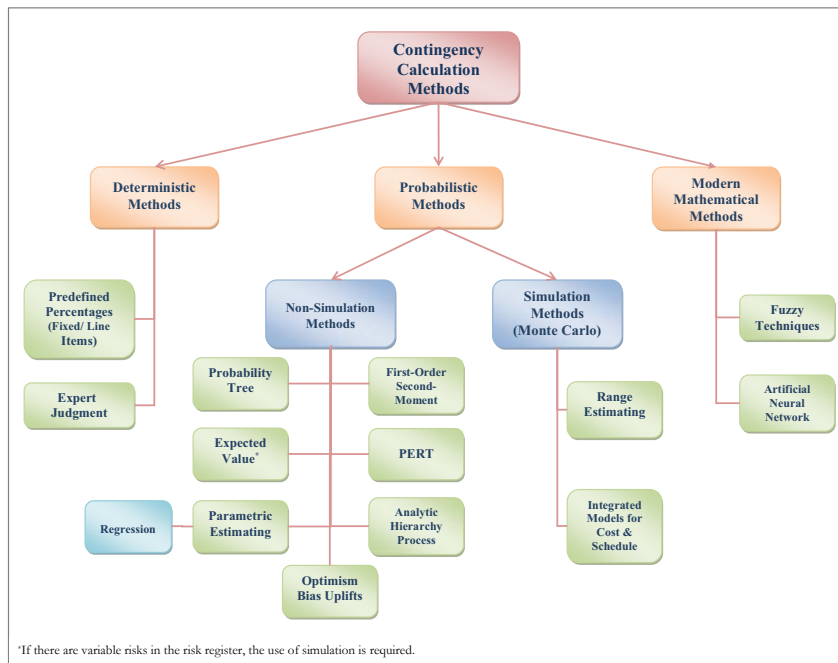 Contingency
Calculation
Methods
Deterministic
Methods
Probabilistic
Methods
Modern
Mathematical
Methods
Predefined
Percentages
(Fixed/ Line
Items)
Expert
Judgment
Non-Simulation
Methods
Simulation
Methods
(Monte Carlo)
Probability
Tree
First-Order
Second-
Moment
Expected
Value*
PERT
Regression
Parametric
Estimating
Analytic
Hierarchy
Process
Optimism
Bias Uplifts
Range
Estimating
Integrated
Models for
Cost &
Schedule
Fuzzy
Techniques
Artificial
Neural
Network
*If there are variable risks in the risk register, the use of simulation is required.